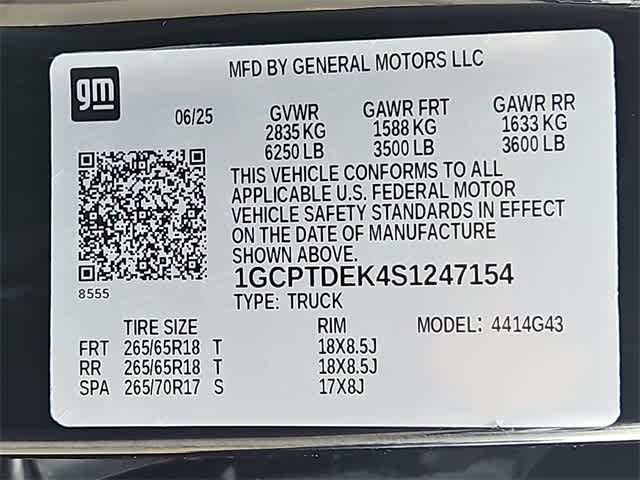 gm
MFD BY GENERAL MOTORS LLC
06/25 GVWR GAWR FRT GAWR RR
2835 KG 1588 KG 1633 KG
6250 LB 3500 LB 3600 LB
THIS VEHICLE CONFORMS TO ALL
APPLICABLE U.S. FEDERAL MOTOR
VEHICLE SAFETY STANDARDS IN EFFECT
ON THE DATE OF MANUFACTURE
SHOWN ABOVE.
8555
1GCPTDEK4S1247154
TYPE: TRUCK
TIRE SIZE RIM MODEL: 4414G43
FRT 265/65R18 T 18X8.5J
RR 265/65R18 T 18X8.5J
SPA 265/70R17 S 17X8J